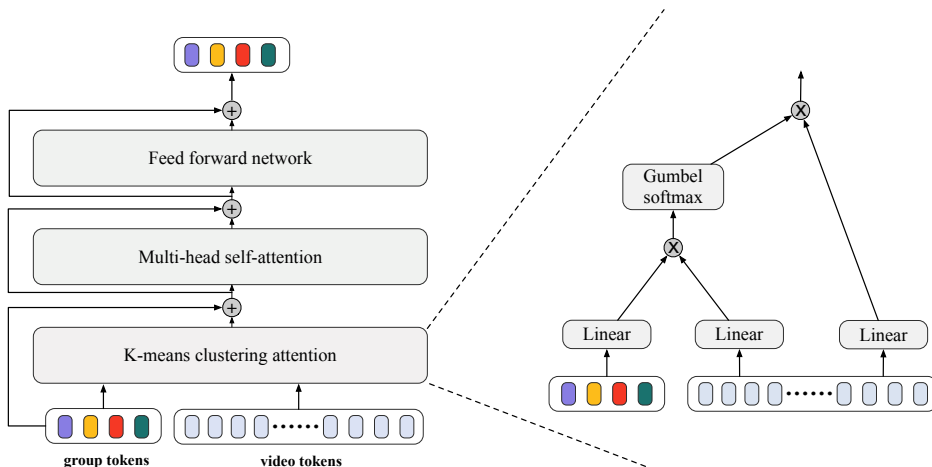 Feed forward network
Multi-head self-attention
K-means clustering attention
group tokens
video tokens
Gumbel
softmax
Linear
Linear
Linear